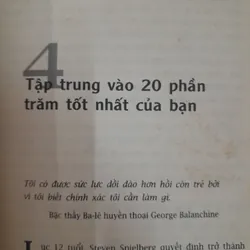 4
Tập trung vào 20 phần
trăm tốt nhất của bạn
Tôi có được sức lực dồi dào hơn hồi còn trẻ bởi
vì tôi biết chính xác tôi cần làm gì.
Bậc thầy Ba-lê huyền thoại George Balanchine
úc 12 tuổi, Steven Spielberg quyết định trở thành